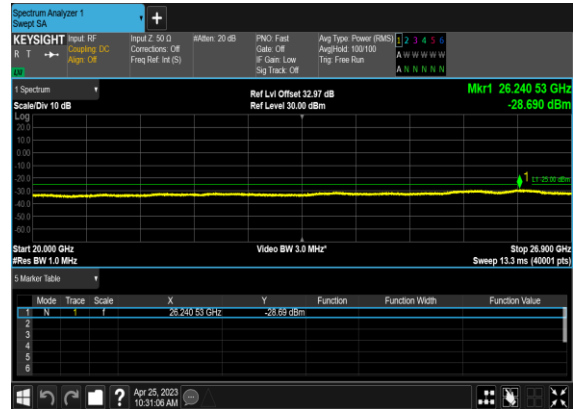 Spectrum Analyzer 1
Swept SA
KEYSIGHT Input: RF Input Z: 50 Ω #Atten: 20 dB PNO: Fast Avg Type: Power (RMS) 1 2 3 4 5 6
R T Coupling: DC Corrections: Off Gate: Off Avg|Hold: 100/100 A W W W W W
Align: Off Freq Ref: Int (S) IF Gain: Low Trig: Free Run
LW Sig Track: Off A N N N N N
1 Spectrum Ref Lvl Offset 32.97 dB Mkr1 26.240 53 GHz
Scale/Div 10 dB Ref Level 30.00 dBm -28.690 dBm
Log
20.0
10.0
0.00
-10.0
-20.0 1 L1 -25.00 dBm
-30.0
-40.0
-50.0
-60.0
Start 20.000 GHz Video BW 3.0 MHz* Stop 26.900 GHz
#Res BW 1.0 MHz Sweep 13.3 ms (40001 pts)
5 Marker Table
Mode Trace Scale X Y Function Function Width Function Value
1 N 1 f 26.240 53 GHz -28.69 dBm
2
3
4
5
6
? Apr 25, 2023
10:31:06 AM